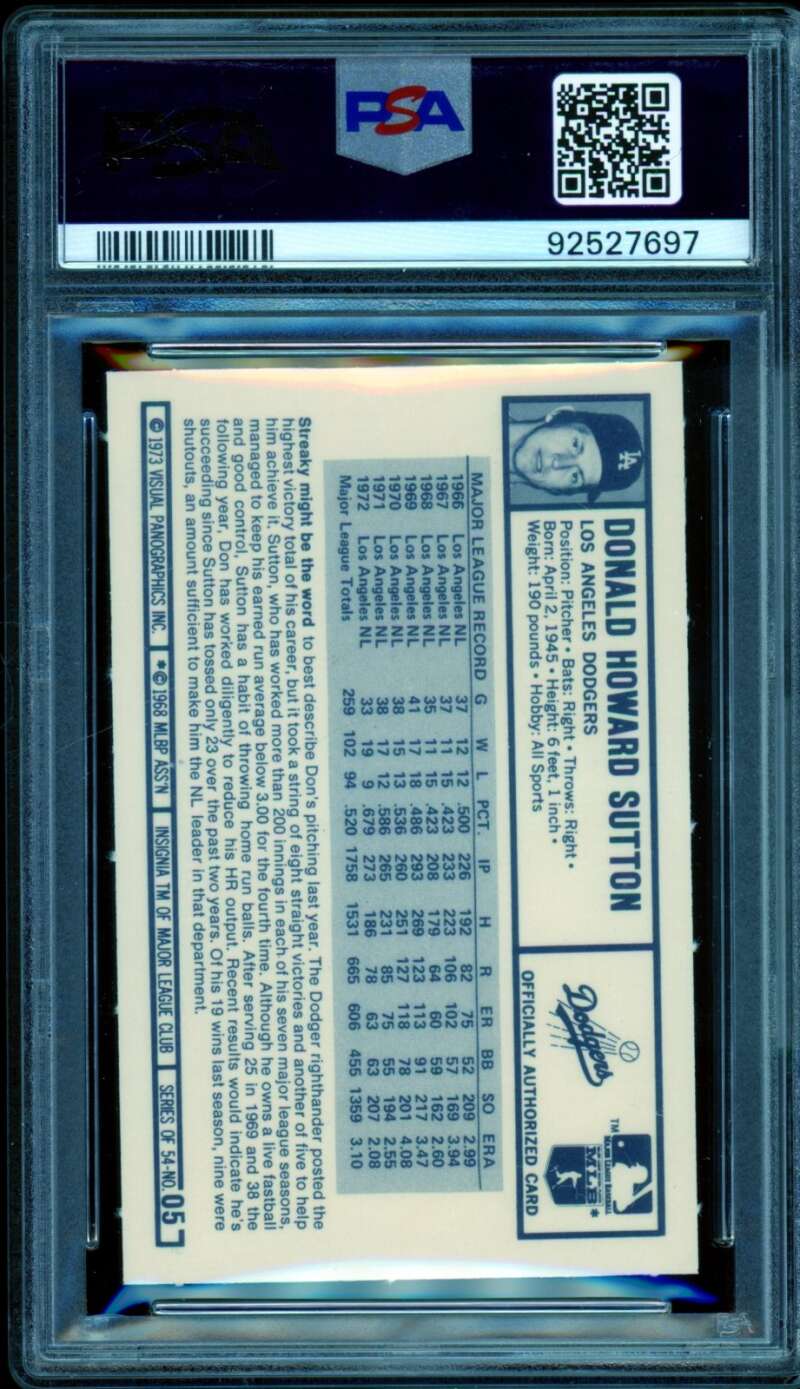 PSA
PSA
92527697
LA
DONALD HOWARD SUTTON
LOS ANGELES DODGERS
Position: Pitcher • Bats: Right • Throws: Right •
Born: April 2, 1945 • Height: 6 feet, 1 inch •
Weight: 190 pounds • Hobby: All Sports
Dodgers
TM
MAJOR LEAGUE BASEBALL
MLB*
OFFICIALLY AUTHORIZED CARD
MAJOR LEAGUE RECORD G W L PCT. IP H R ER BB SO ERA
1966 Los Angeles NL 37 12 12 .500 226 192 82 75 52 209 2.99
1967 Los Angeles NL 37 11 15 .423 233 223 106 102 57 169 3.94
1968 Los Angeles NL 35 11 15 .423 208 179 64 60 59 162 2.60
1969 Los Angeles NL 41 17 18 .486 293 269 123 113 91 217 3.47
1970 Los Angeles NL 38 15 13 .536 260 251 127 118 78 201 4.08
1971 Los Angeles NL 38 17 12 .586 265 231 85 75 55 194 2.55
1972 Los Angeles NL 33 19 9 .679 273 186 78 63 63 207 2.08
Major League Totals 259 102 94 .520 1758 1531 665 606 455 1359 3.10
Streaky might be the word to best describe Don's pitching last year. The Dodger righthander posted the
highest victory total of his career, but it took a string of eight straight victories and another of five to help
him achieve it. Sutton, who has worked more than 200 innings in each of his seven major league seasons,
managed to keep his earned run average below 3.00 for the fourth time. Although he owns a live fastball
and good control, Sutton has a habit of throwing home run balls. After serving 25 in 1969 and 38 the
following year, Don has worked diligently to reduce his HR output. Recent results would indicate he's
succeeding since Sutton has tossed only 23 over the past two years. Of his 19 wins last season, nine were
shutouts, an amount sufficient to make him the NL leader in that department.
© 1973 VISUAL PANOGRAPHICS INC. | *© 1968 MLBP ASS'N | INSIGNIA TM OF MAJOR LEAGUE CLUB | SERIES OF 54-NO. 05